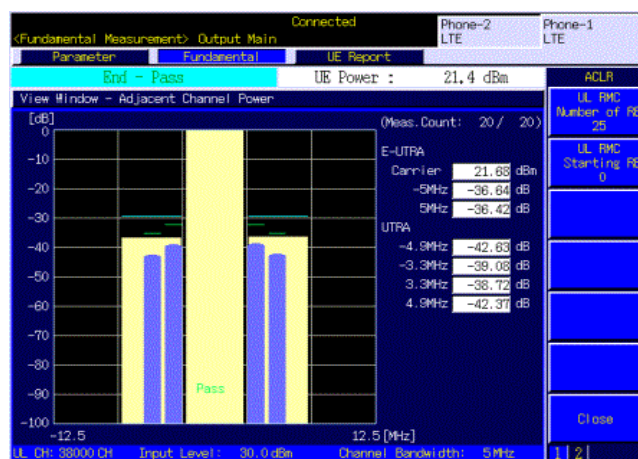 Connected
Phone-2
LTE
Phone-1
LTE
<Fundamental Measurement> Output Main
Parameter Fundamental UE Report
End - Pass UE Power : 21.4 dBm
ACLR
View Window - Adjacent Channel Power
UL RMC
Number of RB
25
UL RMC
Starting RB
0
Close
1 2
[dB]
0
-10
-20
-30
-40
-50
-60
-70
-80
-90
-100
Pass
-12.5 12.5 [MHz]
(Meas.Count: 20 / 20)
E-UTRA
Carrier 21.68 dBm
-5MHz -36.64 dB
5MHz -36.42 dB
UTRA
-4.9MHz -42.63 dB
-3.3MHz -39.08 dB
3.3MHz -38.72 dB
4.9MHz -42.37 dB
UL CH: 38000 CH Input Level: 30.0 dBm Channel Bandwidth: 5 MHz